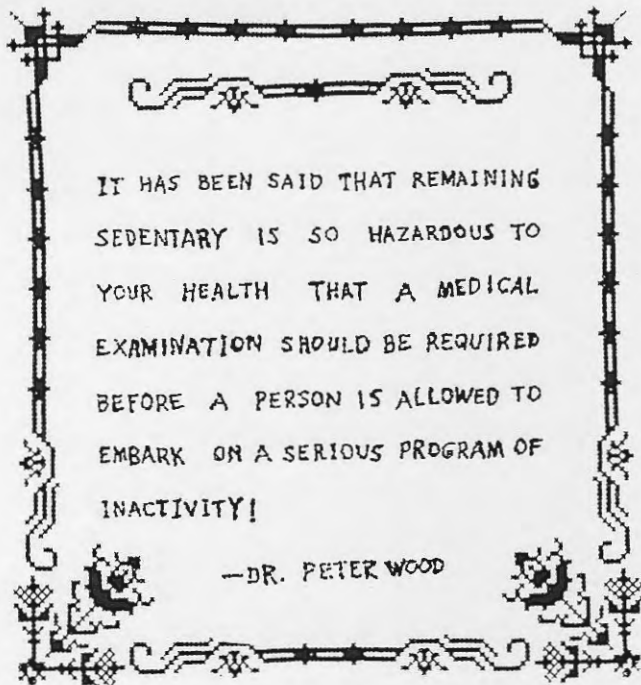 IT HAS BEEN SAID THAT REMAINING
SEDENTARY IS SO HAZARDOUS TO
YOUR HEALTH THAT A MEDICAL
EXAMINATION SHOULD BE REQUIRED
BEFORE A PERSON IS ALLOWED TO
EMBARK ON A SERIOUS PROGRAM OF
INACTIVITY!
—DR. PETER WOOD